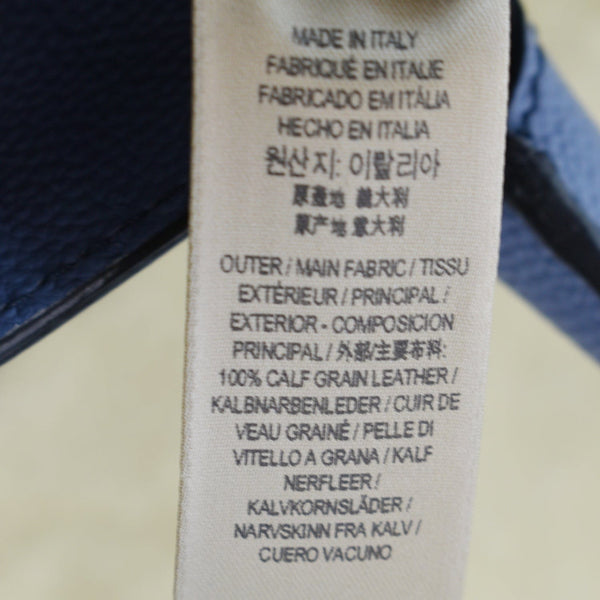 MADE IN ITALY
FABRIQUÉ EN ITALIE
FABRICADO EM ITÁLIA
HECHO EN ITALIA
원산지: 이탈리아
原產地 義大利
原产地 意大利
OUTER / MAIN FABRIC / TISSU
EXTÉRIEUR / PRINCIPAL /
EXTERIOR - COMPOSICION
PRINCIPAL / 外部/主要布料:
100% CALF GRAIN LEATHER /
KALBNARBENLEDER / CUIR DE
VEAU GRAINÉ / PELLE DI
VITELLO A GRANA / KALF
NERFLEER /
KALVKORNSLÄDER /
NARVSKINN FRA KALV /
CUERO VACUNO